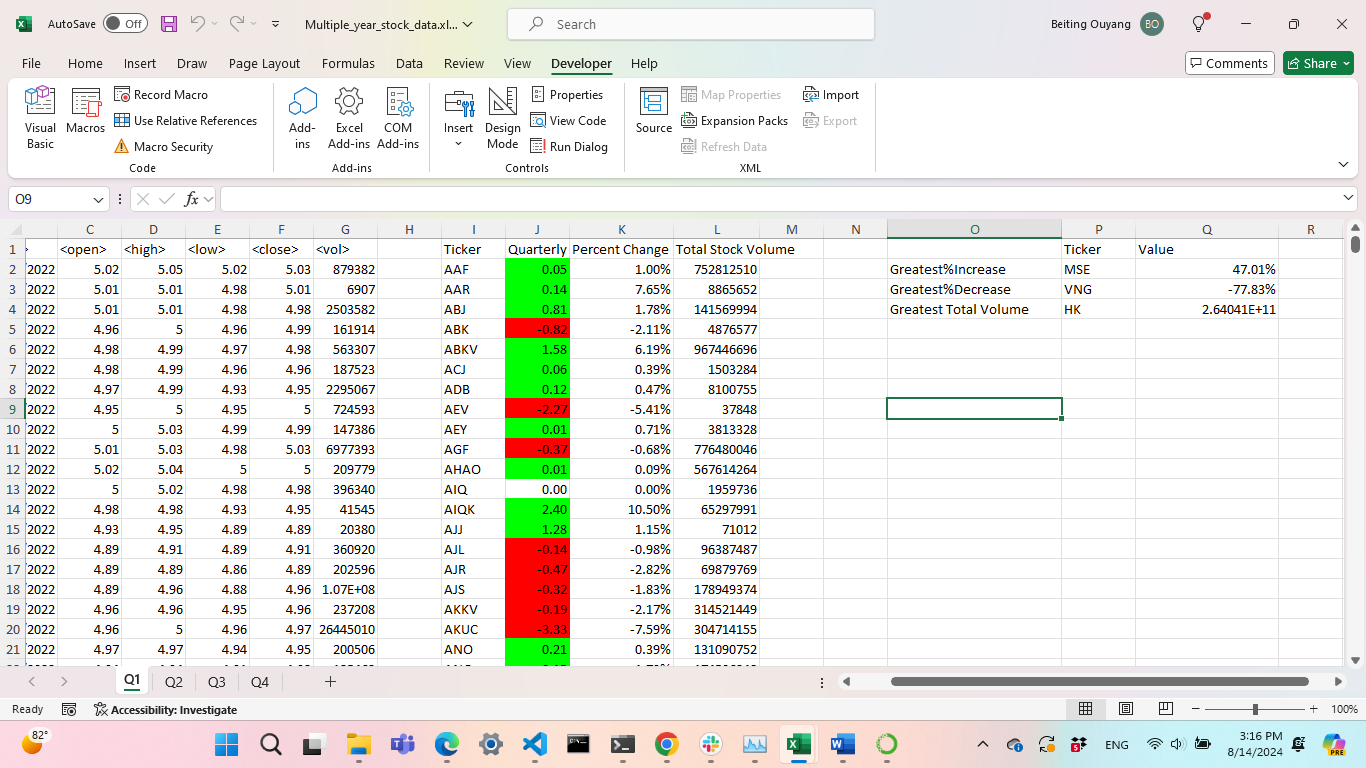 AutoSave Off Multiple_year_stock_data.xl... Search Beiting Ouyang BO
File Home Insert Draw Page Layout Formulas Data Review View Developer Help Comments Share
Visual Basic Macros Record Macro Use Relative References Macro Security Code
Add-ins Excel Add-ins COM Add-ins Add-ins
Insert Design Mode Properties View Code Run Dialog Controls
Source Map Properties Expansion Packs Refresh Data Import Export XML
O9 fx
C D E F G H I J K L M N O P Q R
1 > <open> <high> <low> <close> <vol> Ticker Quarterly Percent Change Total Stock Volume Ticker Value
2 /2022 5.02 5.05 5.02 5.03 879382 AAF 0.05 1.00% 752812510 Greatest%Increase MSE 47.01%
3 /2022 5.01 5.01 4.98 5.01 6907 AAR 0.14 7.65% 8865652 Greatest%Decrease VNG -77.83%
4 /2022 5.01 5.01 4.98 4.98 2503582 ABJ 0.81 1.78% 141569994 Greatest Total Volume HK 2.64041E+11
5 /2022 4.96 5 4.96 4.99 161914 ABK -0.82 -2.11% 4876577
6 /2022 4.98 4.99 4.97 4.98 563307 ABKV 1.58 6.19% 967446696
7 /2022 4.98 4.99 4.96 4.96 187523 ACJ 0.06 0.39% 1503284
8 /2022 4.97 4.99 4.93 4.95 2295067 ADB 0.12 0.47% 8100755
9 /2022 4.95 5 4.95 5 724593 AEV -2.27 -5.41% 37848
10 /2022 5 5.03 4.99 4.99 147386 AEY 0.01 0.71% 3813328
11 /2022 5.01 5.03 4.98 5.03 6977393 AGF -0.37 -0.68% 776480046
12 /2022 5.02 5.04 5 5 209779 AHAO 0.01 0.09% 567614264
13 /2022 5 5.02 4.98 4.98 396340 AIQ 0.00 0.00% 1959736
14 /2022 4.98 4.98 4.93 4.95 41545 AIQK 2.40 10.50% 65297991
15 /2022 4.93 4.95 4.89 4.89 20380 AJJ 1.28 1.15% 71012
16 /2022 4.89 4.91 4.89 4.91 360920 AJL -0.14 -0.98% 96387487
17 /2022 4.89 4.89 4.86 4.89 202596 AJR -0.47 -2.82% 69879769
18 /2022 4.89 4.96 4.88 4.96 1.07E+08 AJS -0.32 -1.83% 178949374
19 /2022 4.96 4.96 4.95 4.96 237208 AKKV -0.19 -2.17% 314521449
20 /2022 4.96 5 4.96 4.97 26445010 AKUC -3.33 -7.59% 304714155
21 /2022 4.97 4.97 4.94 4.95 200506 ANO 0.21 0.39% 131090752
Q1 Q2 Q3 Q4
Ready Accessibility: Investigate 100%
82° ENG 3:16 PM
8/14/2024
PRE